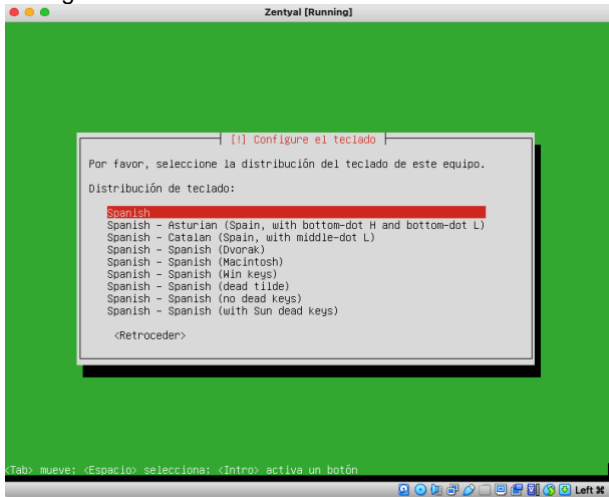 Zentyal [Running]
[!] Configure el teclado
Por favor, seleccione la distribución del teclado de este equipo.
Distribución de teclado:
Spanish
Spanish - Asturian (Spain, with bottom-dot H and bottom-dot L)
Spanish - Catalan (Spain, with middle-dot L)
Spanish - Spanish (Dvorak)
Spanish - Spanish (Macintosh)
Spanish - Spanish (Win keys)
Spanish - Spanish (dead tilde)
Spanish - Spanish (no dead keys)
Spanish - Spanish (with Sun dead keys)
<Retroceder>
<Tab> mueve; <Espacio> selecciona; <Intro> activa un botón
Left ⌘